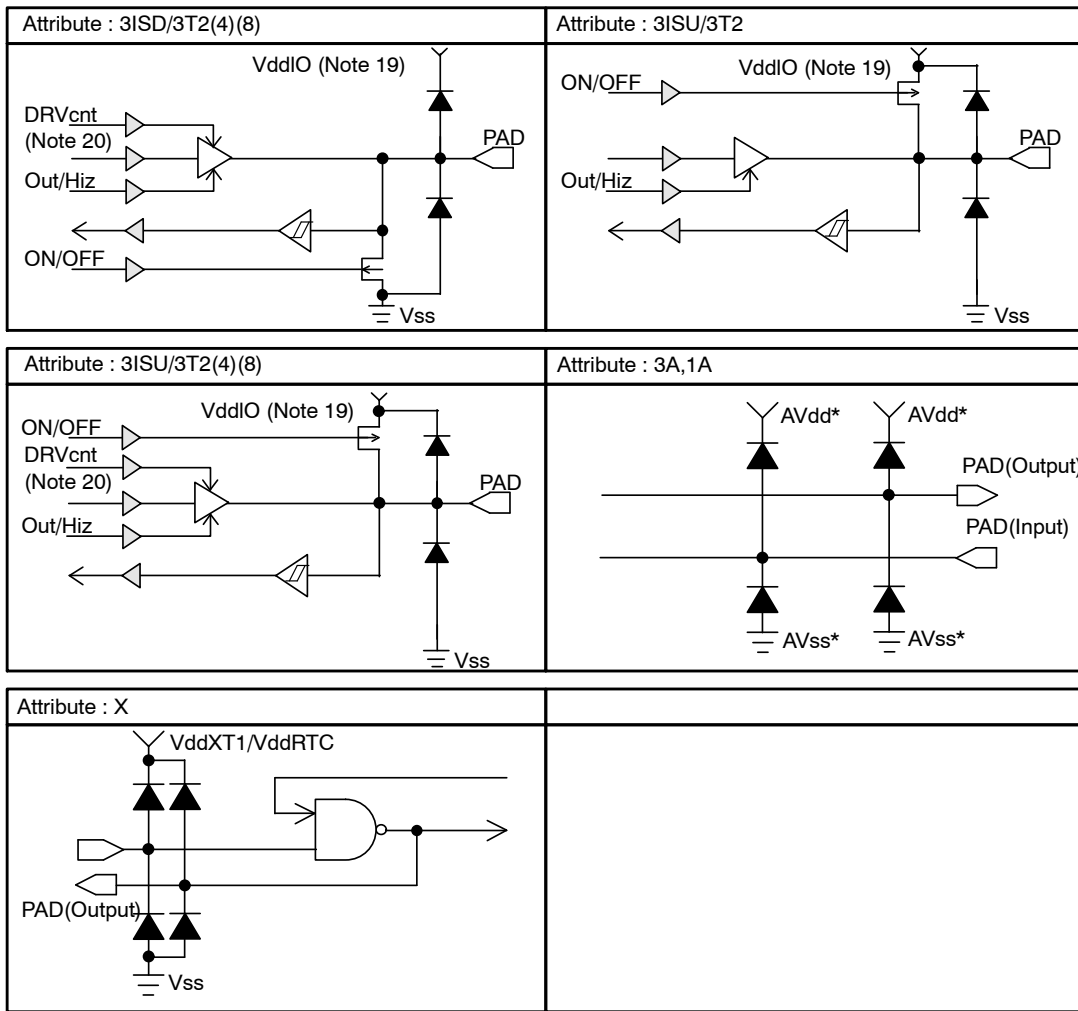 Attribute : 3ISD/3T2(4)(8)
VddIO (Note 19)
DRVcnt
(Note 20)
PAD
Out/Hiz
ON/OFF
Vss
Attribute : 3ISU/3T2
VddIO (Note 19)
ON/OFF
PAD
Out/Hiz
Vss
Attribute : 3ISU/3T2(4)(8)
VddIO (Note 19)
ON/OFF
DRVcnt
(Note 20)
PAD
Out/Hiz
Vss
Attribute : 3A,1A
AVdd*
AVdd*
PAD(Output)
PAD(Input)
AVss*
AVss*
Attribute : X
VddXT1/VddRTC
PAD(Output)
Vss